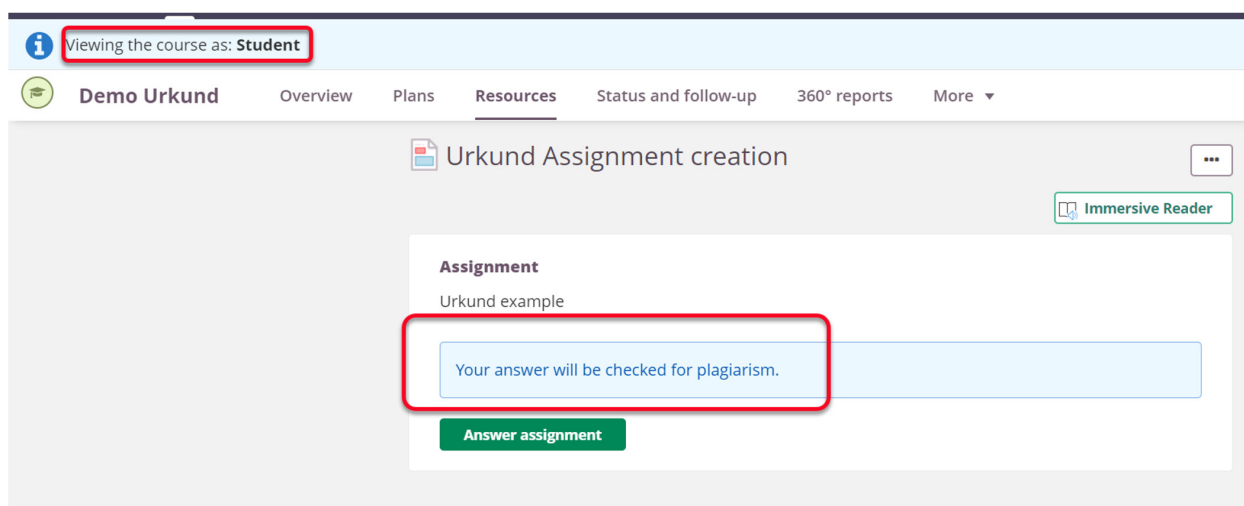 Viewing the course as: Student
Demo Urkund Overview Plans Resources Status and follow-up 360° reports More
Urkund Assignment creation
Immersive Reader
Assignment
Urkund example
Your answer will be checked for plagiarism.
Answer assignment